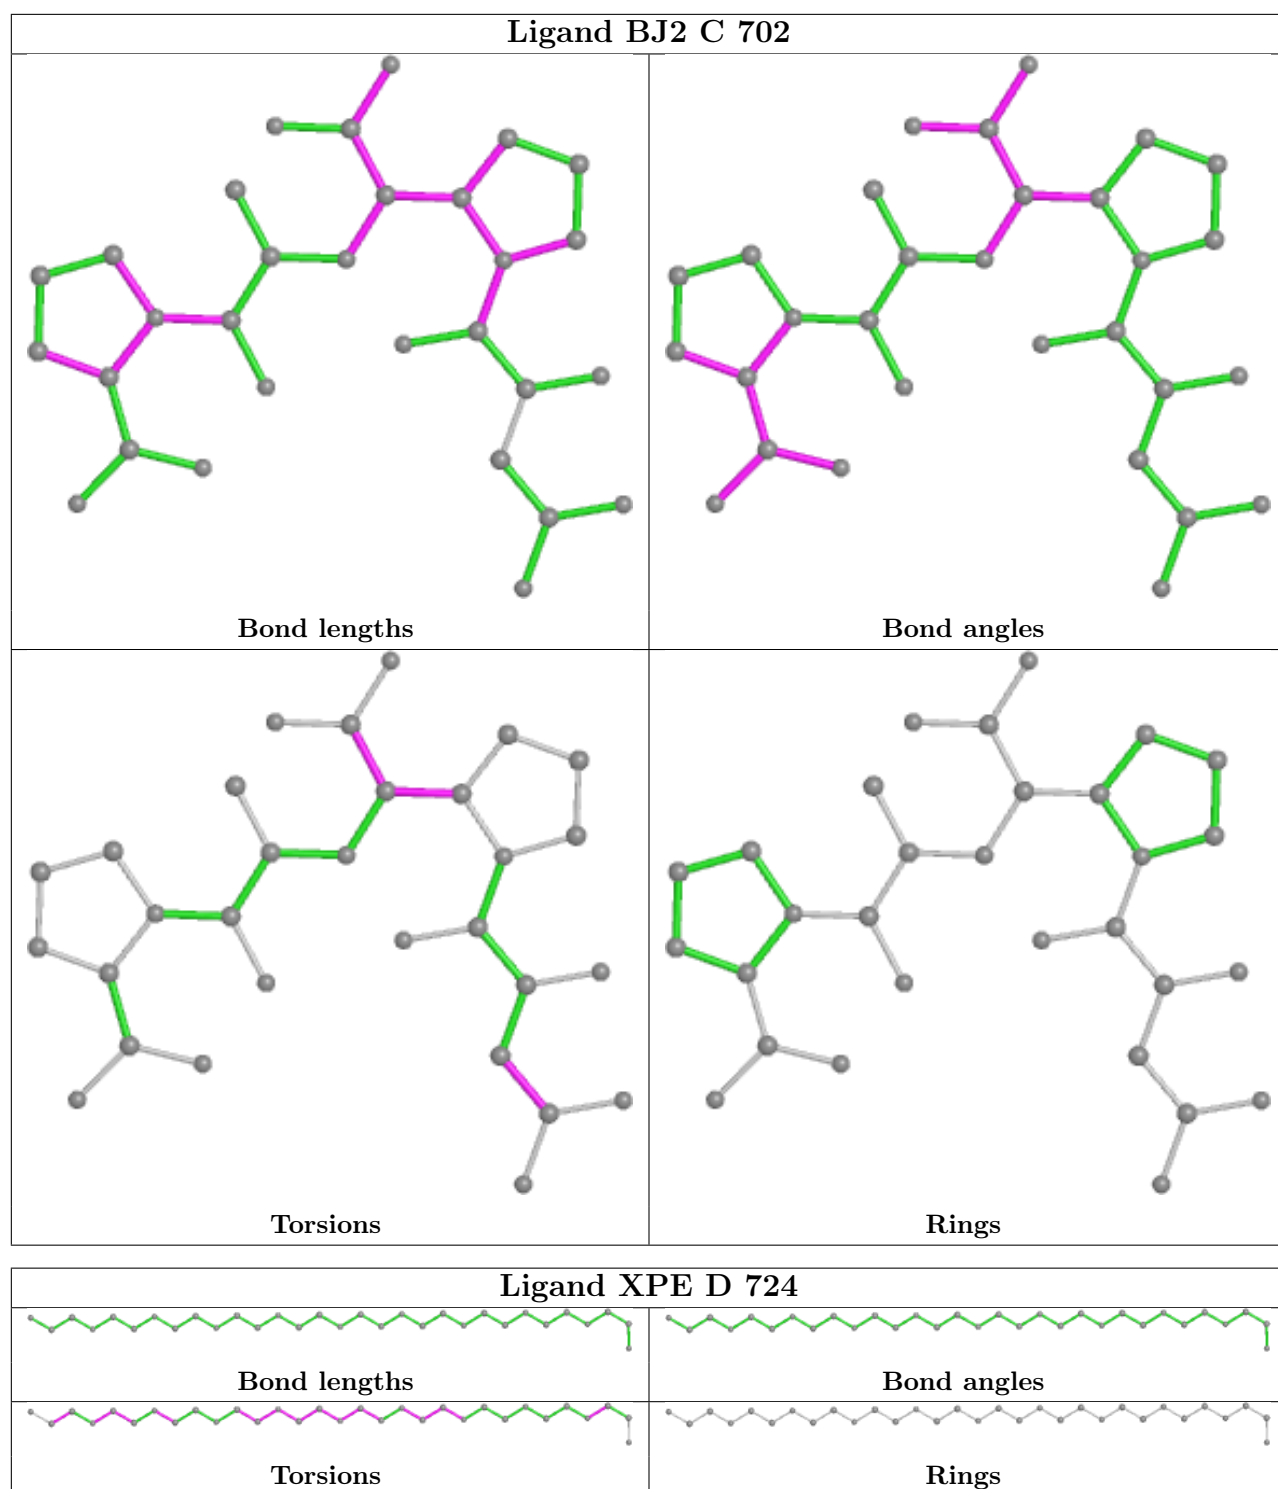 Ligand BJ2 C 702
Bond lengths
Bond angles
Torsions
Rings
Ligand XPE D 724
Bond lengths
Bond angles
Torsions
Rings